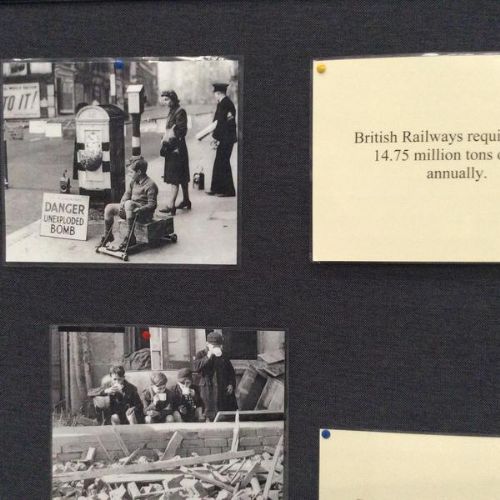 TO IT!
DANGER
UNEXPLODED
BOMB
British Railways requi
14.75 million tons o
annually.